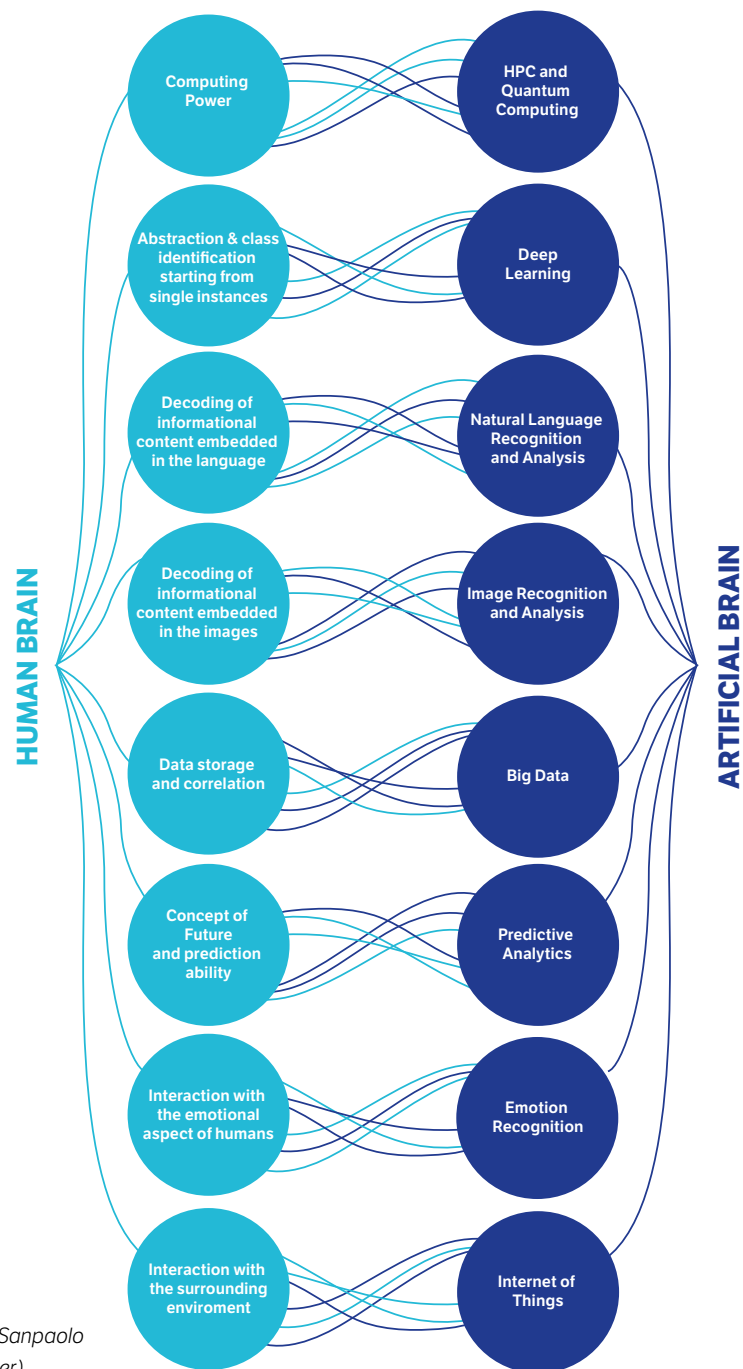 Computing
Power
HPC and
Quantum
Computing
Abstraction & class
identification
starting from
single instances
Deep
Learning
Decoding of
informational
content embedded
in the language
Natural Language
Recognition
and Analysis
Decoding of
informational
content embedded
in the images
Image Recognition
and Analysis
HUMAN BRAIN
ARTIFICIAL BRAIN
Data storage
and correlation
Big Data
Concept of
Future
and prediction
ability
Predictive
Analytics
Interaction with
the emotional
aspect of humans
Emotion
Recognition
Interaction with
the surrounding
enviroment
Internet of
Things
Sanpaolo